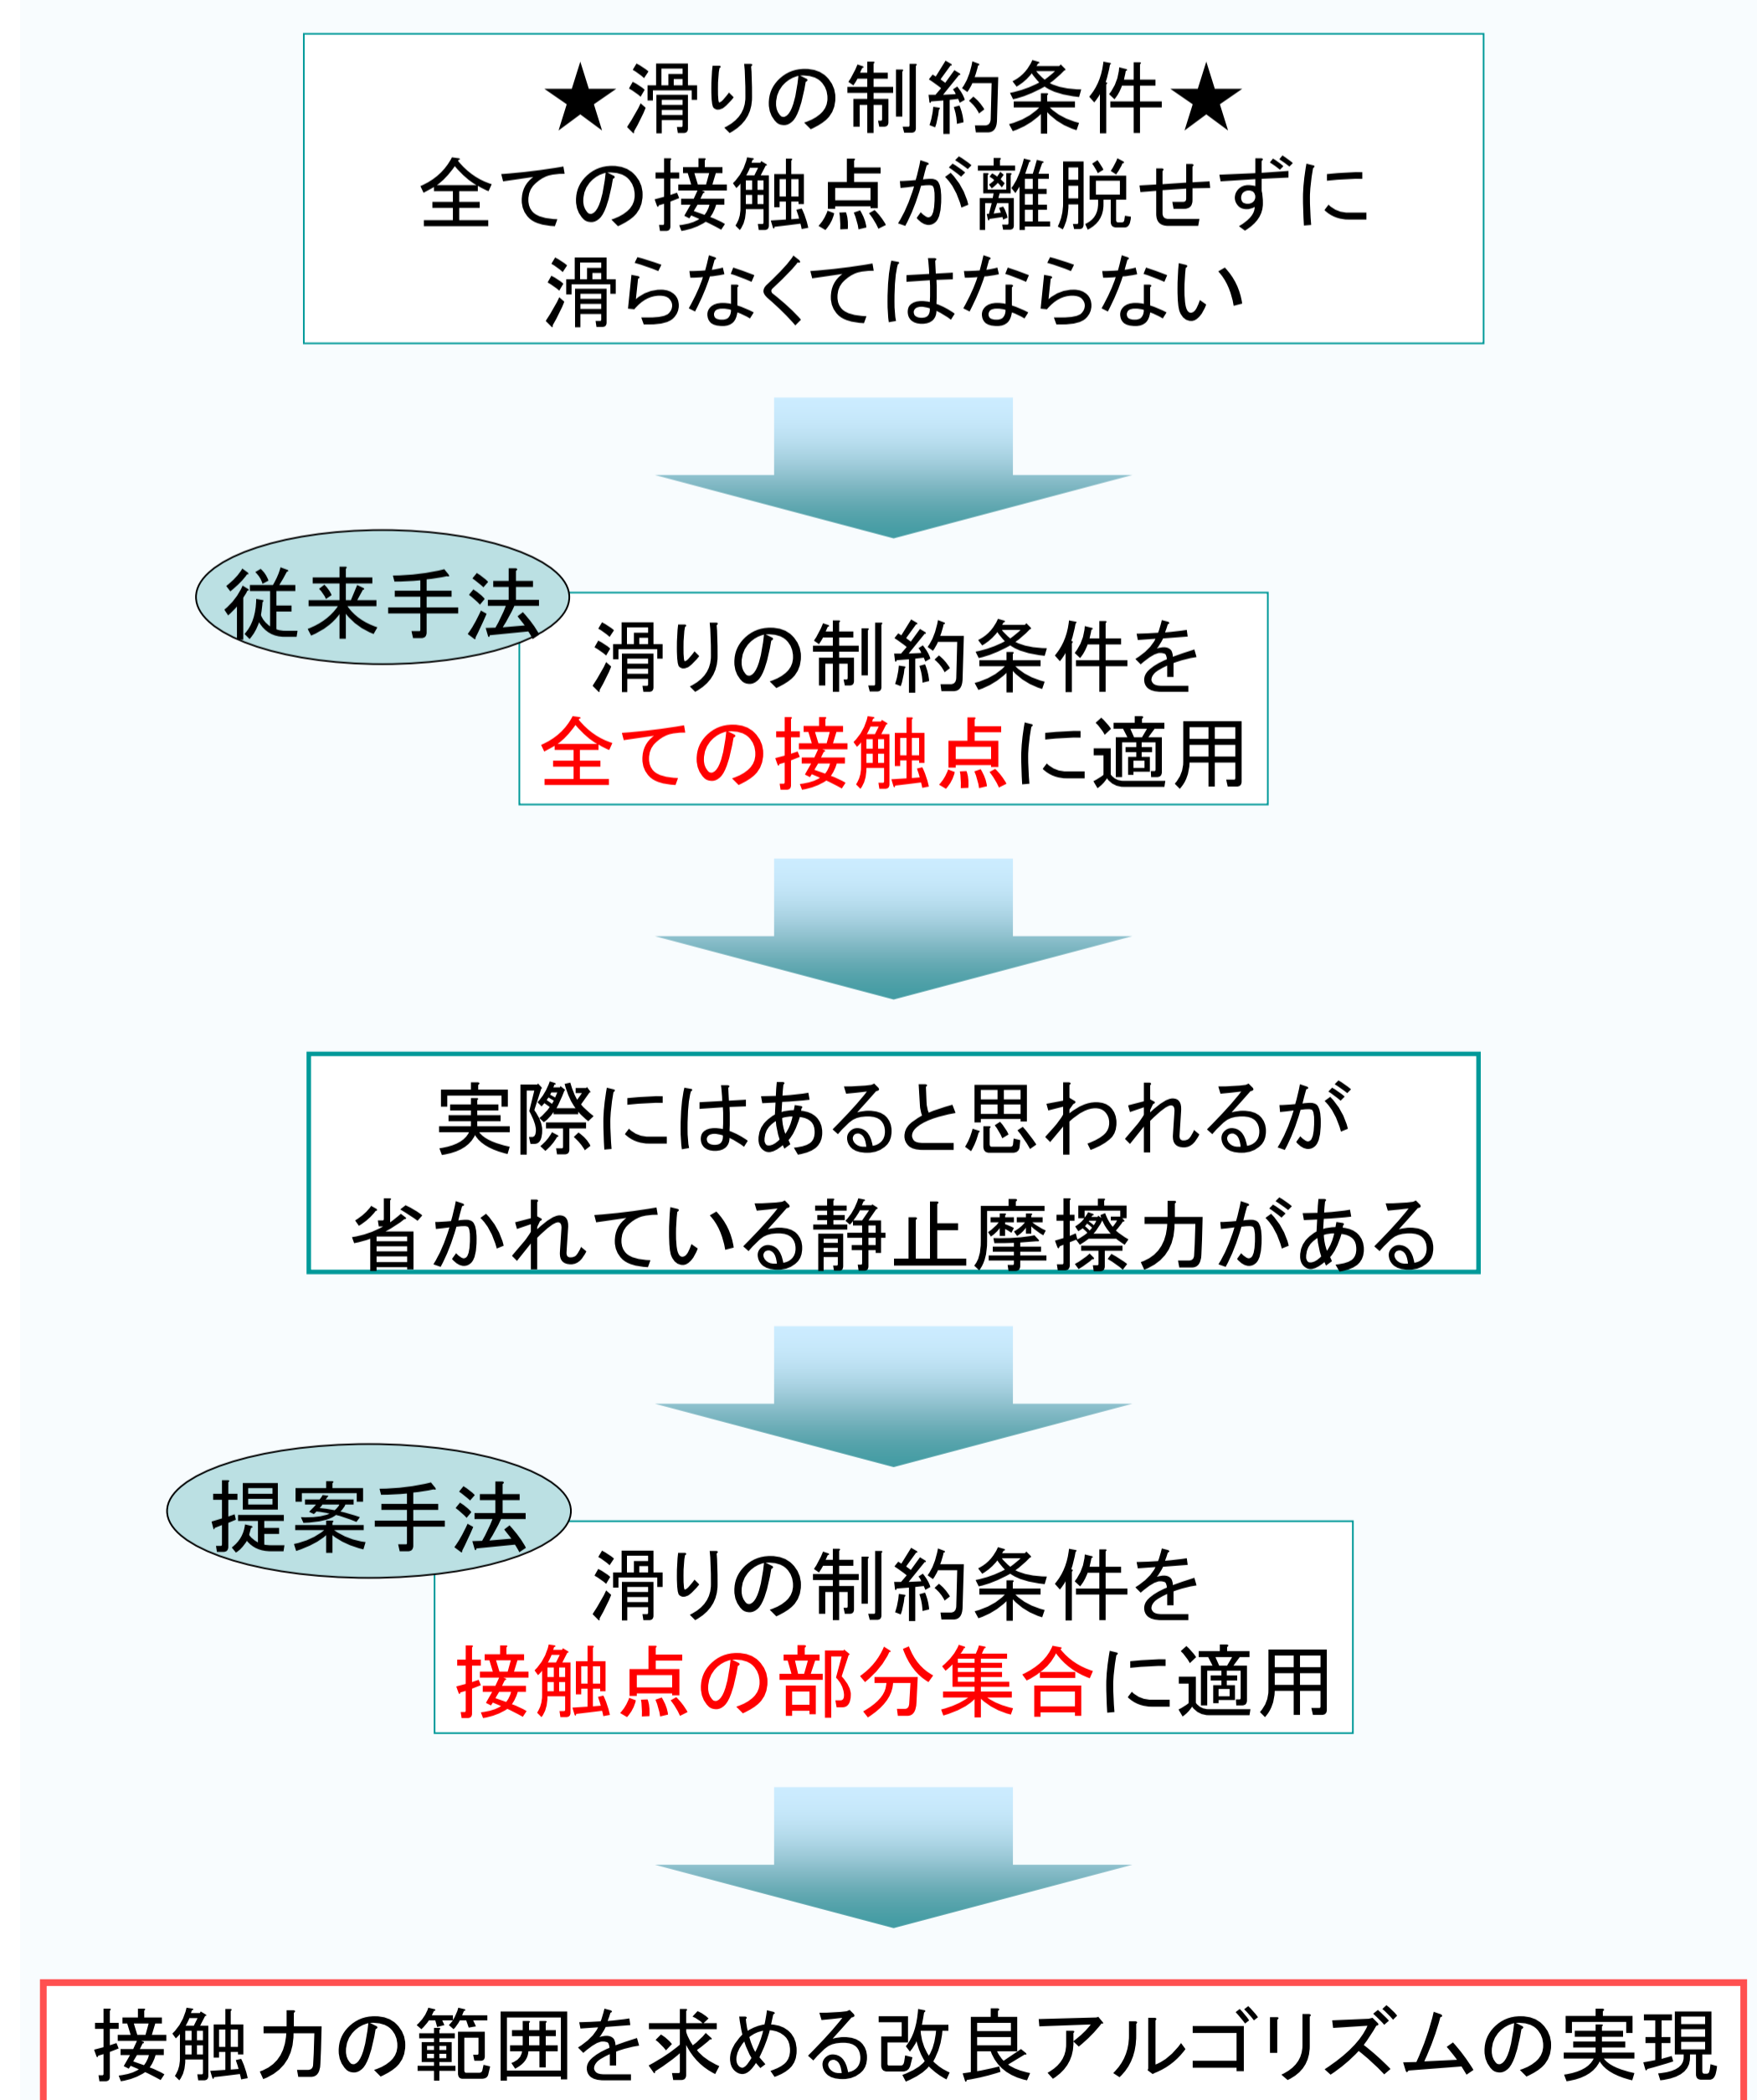 ★滑りの制約条件★
全ての接触点が離脱せずに
滑らなくてはならない
従来手法
滑りの制約条件を
全ての接触点に適用
実際にはあると思われるが
省かれている静止摩擦力がある
提案手法
滑りの制約条件を
接触点の部分集合に適用
接触力の範囲を求める改良アルゴリズムの実現